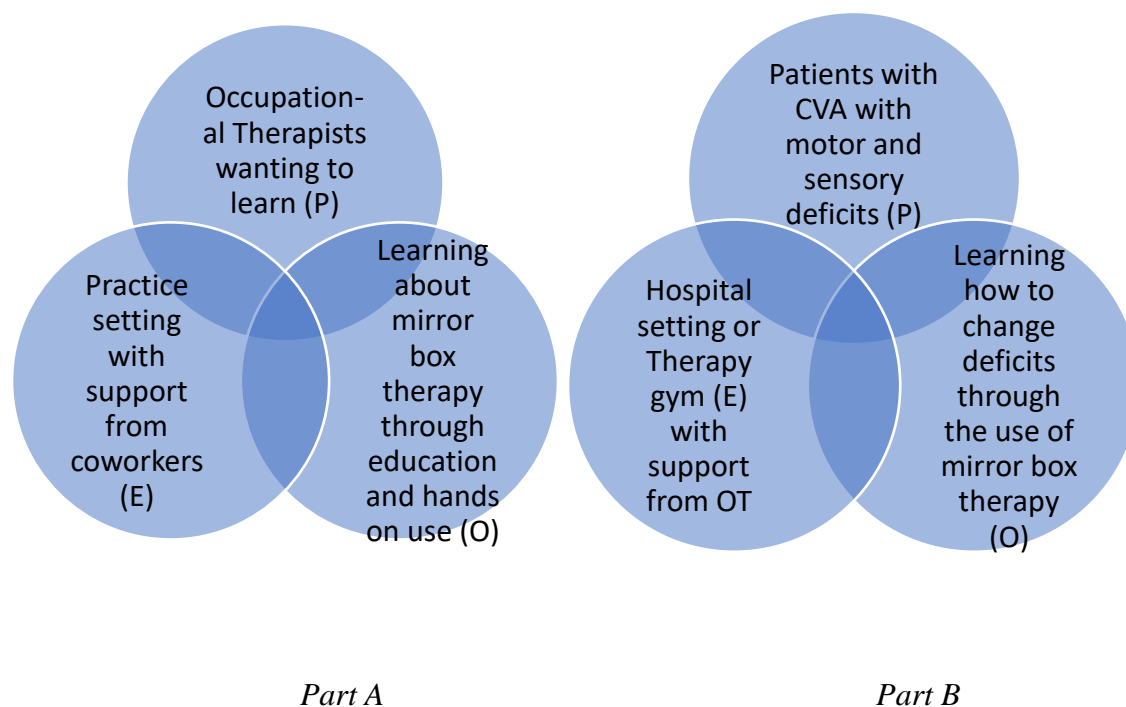 Occupation-
al Therapists
wanting to
learn (P)
Practice
setting
with
support
from
coworkers
(E)
Learning
about
mirror
box
therapy
through
education
and hands
on use (O)
Patients with
CVA with
motor and
sensory
deficits (P)
Hospital
setting or
Therapy
gym (E)
with
support
from OT
Learning
how to
change
deficits
through
the use of
mirror box
therapy
(O)
Part A
Part B